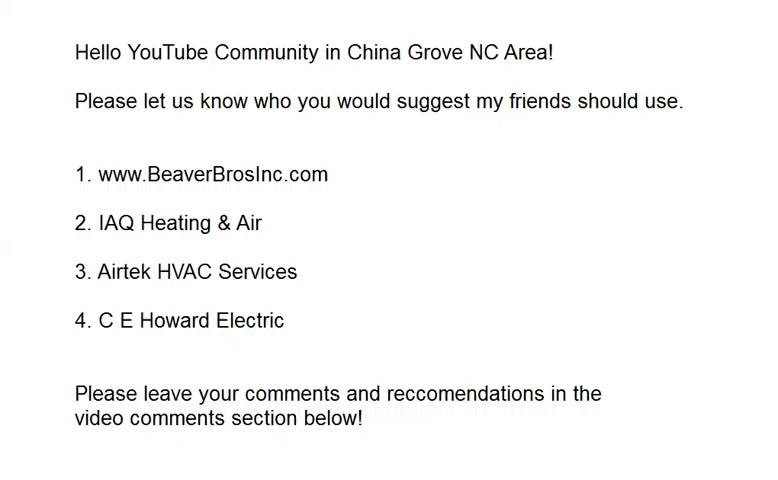 Hello YouTube Community in China Grove NC Area!
Please let us know who you would suggest my friends should use.
1. www.BeaverBrosInc.com
2. IAQ Heating & Air
3. Airtek HVAC Services
4. C E Howard Electric
Please leave your comments and reccomendations in the
video comments section below!